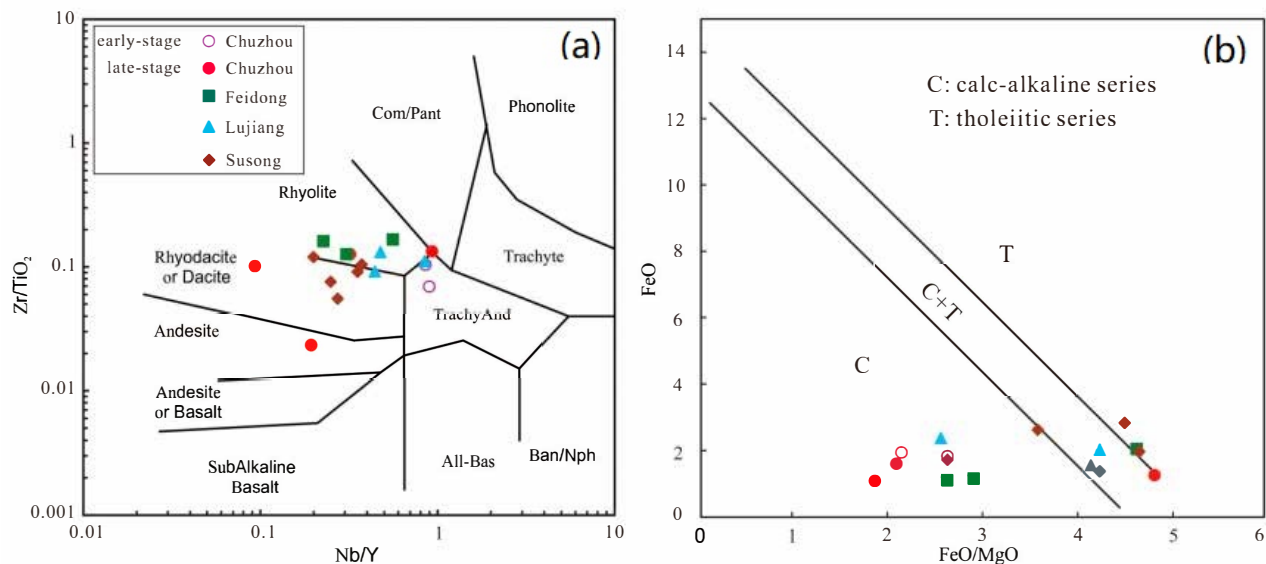 (a)
10
1
0.1
0.01
0.001
Zr/TiO2
early-stage Chuzhou
late-stage Chuzhou
Feidong
Lujiang
Susong
Com/Pant
Phonolite
Rhyolite
Trachyte
Rhyodacite
or Dacite
TrachyAnd
Andesite
Andesite
or Basalt
SubAlkaline
Basalt
All-Bas
Ban/Nph
0.01
0.1
1
10
Nb/Y
(b)
14
12
10
8
6
4
2
0
FeO
C: calc-alkaline series
T: tholeiitic series
T
C+T
C
0
1
2
3
4
5
6
FeO/MgO